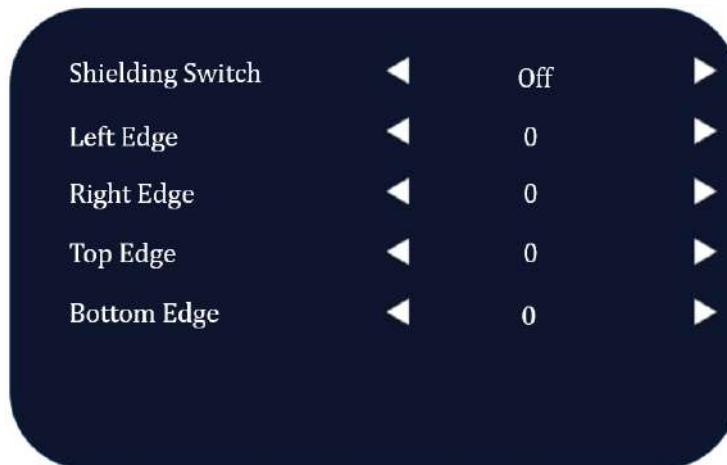 Shielding Switch Off
Left Edge 0
Right Edge 0
Top Edge 0
Bottom Edge 0